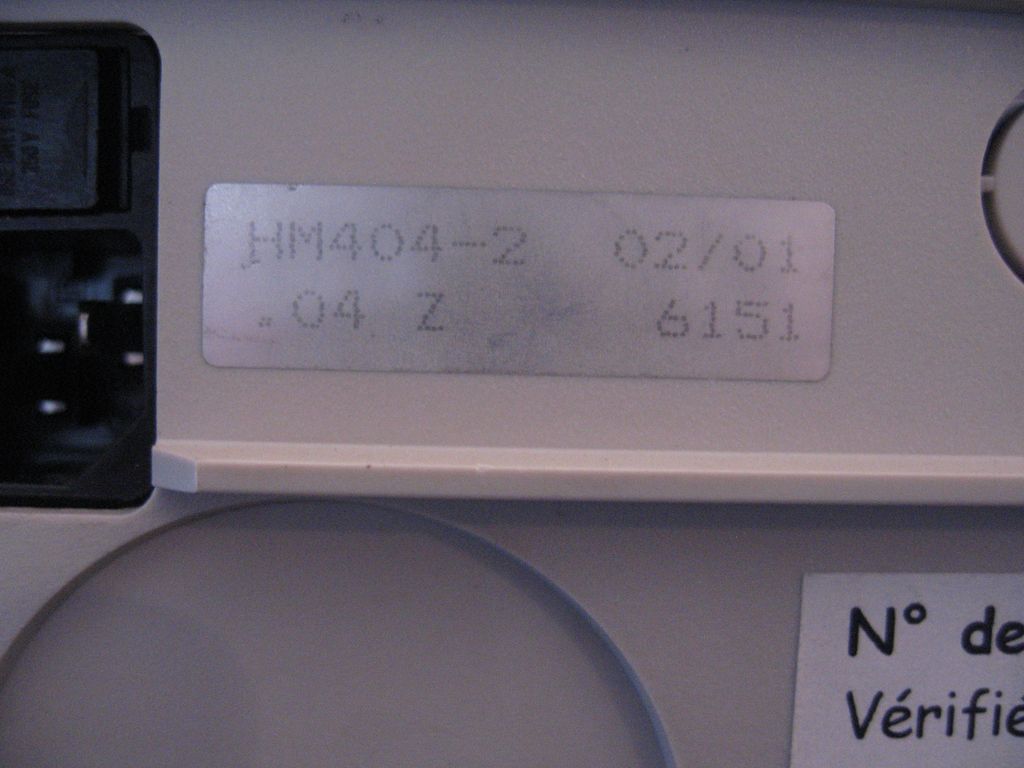 HM404-2 02/01
.04 Z 6151
N° de
Vérifié